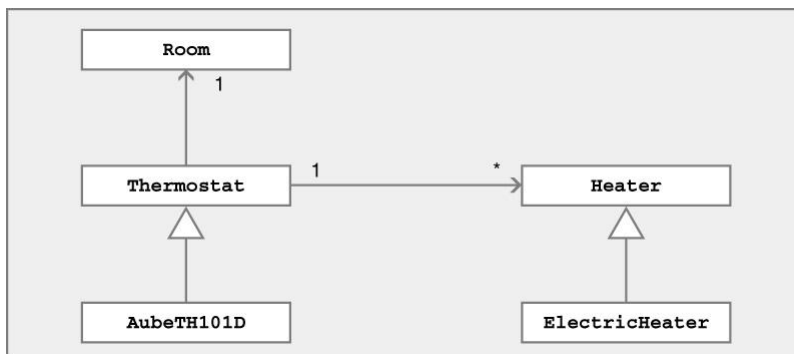 Room
1
Thermostat
1
*
Heater
AubeTH101D
ElectricHeater